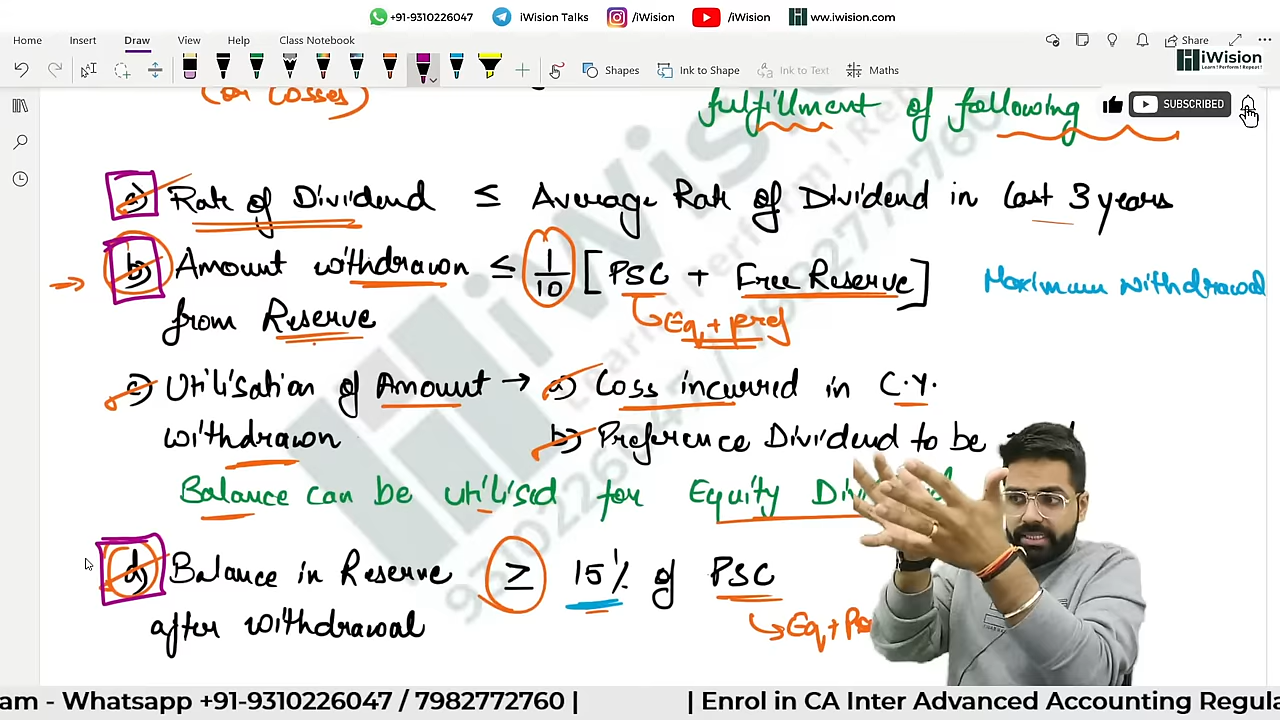 +91-9310226047 iWision Talks /iWision /iWision ww.iwision.com
Home Insert Draw View Help Class Notebook Share
Shapes Ink to Shape Ink to Text Maths
iWision
Learn ! Perform ! Repeat !
(or Losses)
fulfillment of following
SUBSCRIBED
a) Rate of Dividend ≤ Average Rate of Dividend in last 3 years
b) Amount withdrawn ≤ 1/10 [PSC + Free Reserve] Maximum withdrawal
from Reserve
Eq + pref
c) Utilisation of Amount → a) Loss incurred in C.Y.
withdrawn b) Preference Dividend to be
Balance can be utilised for Equity
d) Balance in Reserve ≥ 15% of PSC
after withdrawal
Eq +
am - Whatsapp +91-9310226047 / 7982772760 | | Enrol in CA Inter Advanced Accounting Regula